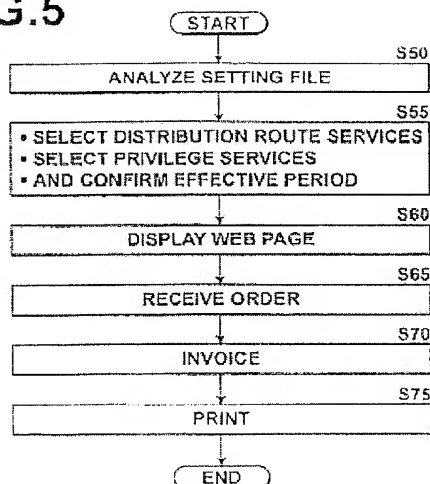 G.5
START
S50
ANALYZE SETTING FILE
S55
• SELECT DISTRIBUTION ROUTE SERVICES
• SELECT PRIVILEGE SERVICES
• AND CONFIRM EFFECTIVE PERIOD
S60
DISPLAY WEB PAGE
S65
RECEIVE ORDER
S70
INVOICE
S75
PRINT
END